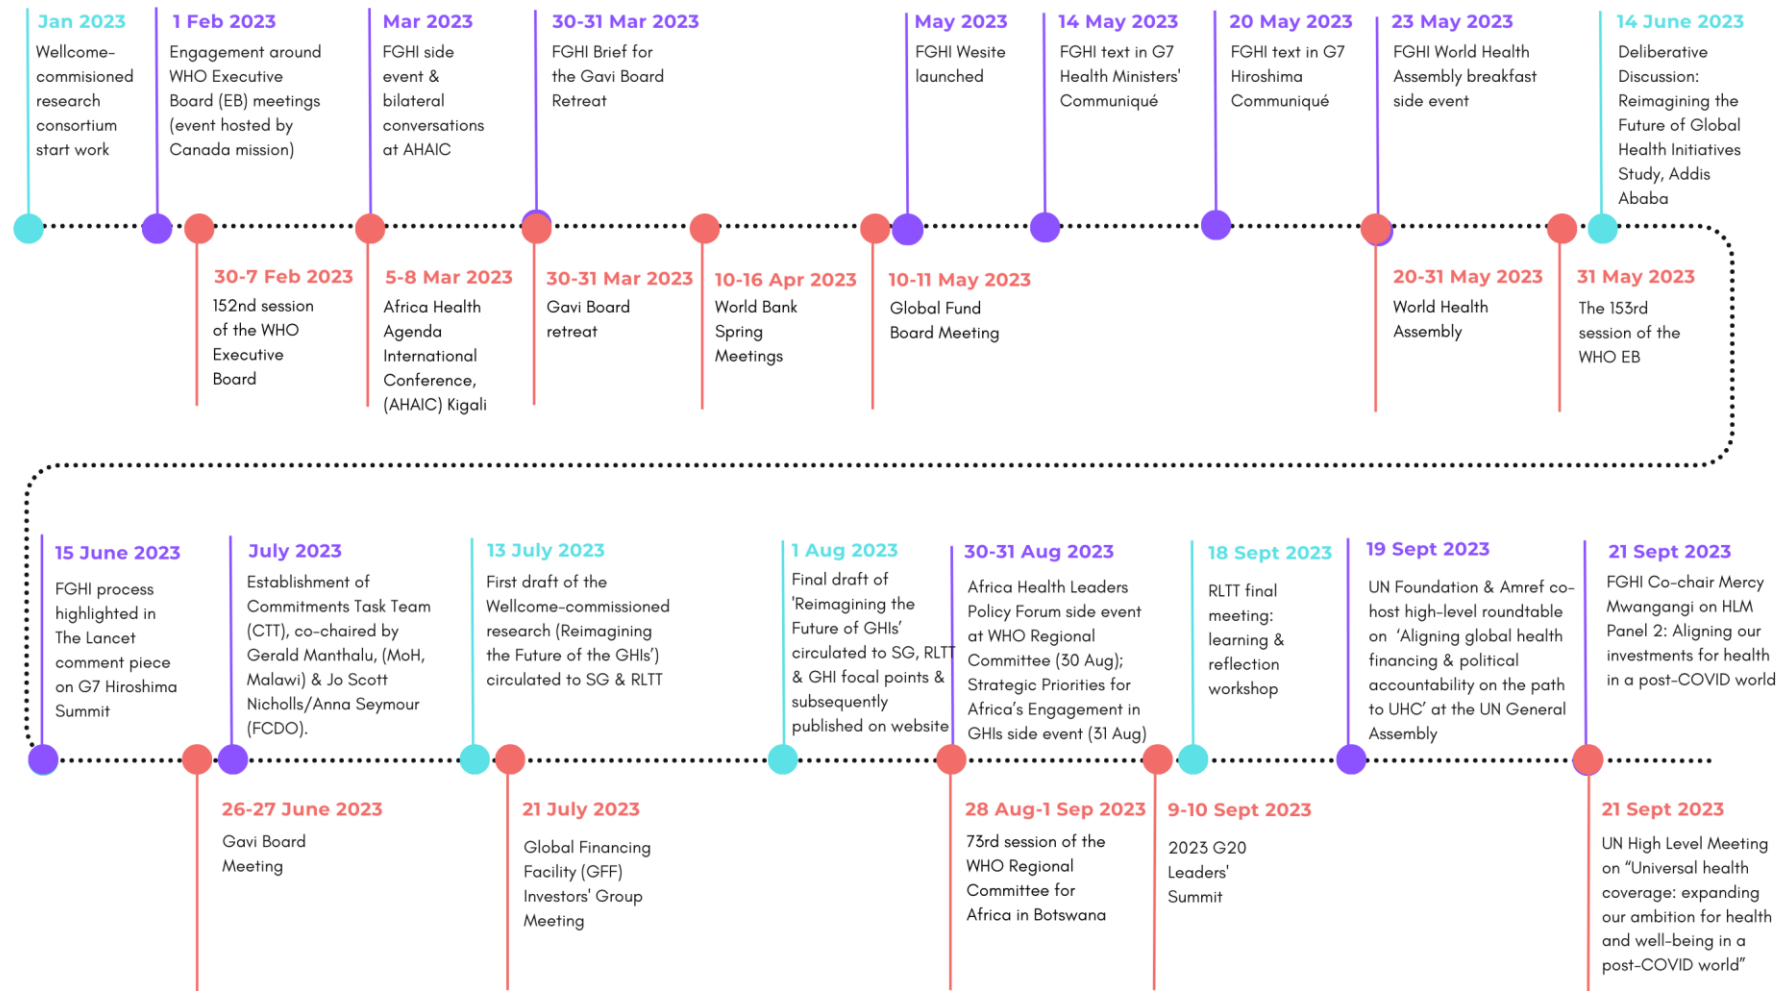 Jan 2023
Wellcome-
commisioned
research
consortium
start work
1 Feb 2023
Engagement around
WHO Executive
Board (EB) meetings
(event hosted by
Canada mission)
Mar 2023
FGHI side
event &
bilateral
conversations
at AHAIC
30-31 Mar 2023
FGHI Brief for
the Gavi Board
Retreat
May 2023
FGHI Wesite
launched
14 May 2023
FGHI text in G7
Health Ministers'
Communiqué
20 May 2023
FGHI text in G7
Hiroshima
Communiqué
23 May 2023
FGHI World Health
Assembly breakfast
side event
14 June 2023
Deliberative
Discussion:
Reimagining the
Future of Global
Health Initiatives
Study, Addis
Ababa
30-7 Feb 2023
152nd session
of the WHO
Executive
Board
5-8 Mar 2023
Africa Health
Agenda
International
Conference,
(AHAIC) Kigali
30-31 Mar 2023
Gavi Board
retreat
10-16 Apr 2023
World Bank
Spring
Meetings
10-11 May 2023
Global Fund
Board Meeting
20-31 May 2023
World Health
Assembly
31 May 2023
The 153rd
session of the
WHO EB
15 June 2023
FGHI process
highlighted in
The Lancet
comment piece
on G7 Hiroshima
Summit
July 2023
Establishment of
Commitments Task Team
(CTT), co-chaired by
Gerald Manthalu, (MoH,
Malawi) & Jo Scott
Nicholls/Anna Seymour
(FCDO).
13 July 2023
First draft of the
Wellcome-commissioned
research (Reimagining
the Future of the GHIs’)
circulated to SG & RLTT
1 Aug 2023
Final draft of
'Reimagining the
Future of GHIs’
circulated to SG, RLTT
& GHI focal points &
subsequently
published on website
30-31 Aug 2023
Africa Health Leaders
Policy Forum side event
at WHO Regional
Committee (30 Aug);
Strategic Priorities for
Africa’s Engagement in
GHIs side event (31 Aug)
18 Sept 2023
RLTT final
meeting:
learning &
reflection
workshop
19 Sept 2023
UN Foundation & Amref co-
host high-level roundtable
on ‘Aligning global health
financing & political
accountability on the path
to UHC’ at the UN General
Assembly
21 Sept 2023
FGHI Co-chair Mercy
Mwangangi on HLM
Panel 2: Aligning our
investments for health
in a post-COVID world
26-27 June 2023
Gavi Board
Meeting
21 July 2023
Global Financing
Facility (GFF)
Investors' Group
Meeting
28 Aug-1 Sep 2023
73rd session of the
WHO Regional
Committee for
Africa in Botswana
9-10 Sept 2023
2023 G20
Leaders'
Summit
21 Sept 2023
UN High Level Meeting
on “Universal health
coverage: expanding
our ambition for health
and well-being in a
post-COVID world”